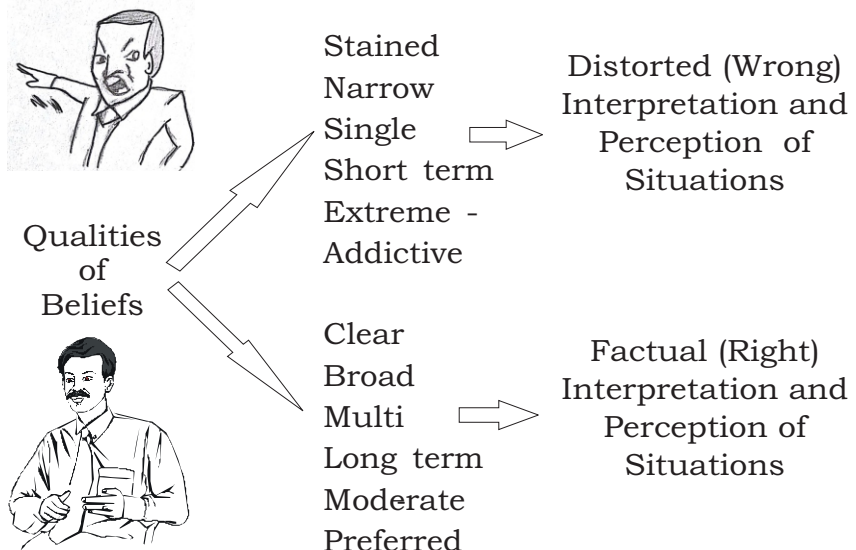 Qualities
of
Beliefs
Stained
Narrow
Single
Short term
Extreme -
Addictive
Distorted (Wrong)
Interpretation and
Perception of
Situations
Clear
Broad
Multi
Long term
Moderate
Preferred
Factual (Right)
Interpretation and
Perception of
Situations